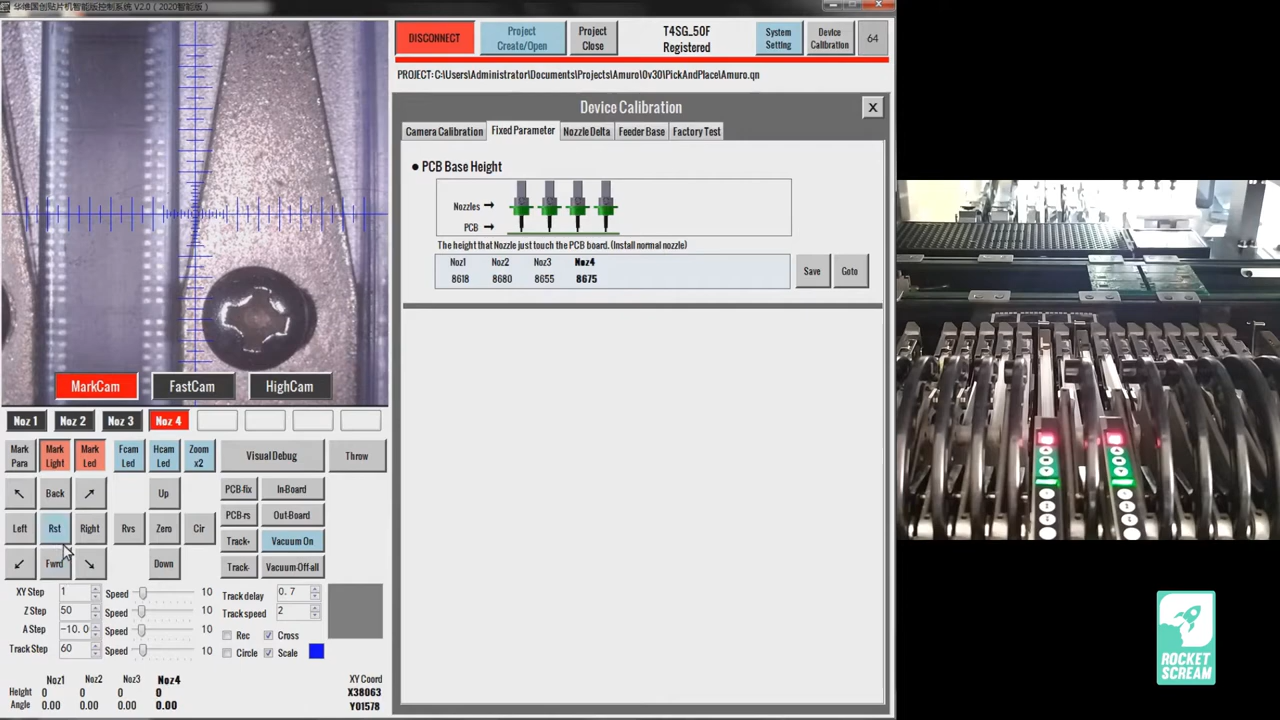 华维国创贴片机智能版控制系统 V2.0（2020智能版）
DISCONNECT
Project
Create/Open
Project
Close
T4SG_50F
Registered
System
Setting
Device
Calibration
64
PROJECT: C:\Users\Administrator\Documents\Projects\Amuro\0v30\PickAndPlace\Amuro.qn
Device Calibration
X
Camera Calibration
Fixed Parameter
Nozzle Delta
Feeder Base
Factory Test
PCB Base Height
Nozzles
PCB
The height that Nozzle just touch the PCB board. (Install normal nozzle)
Noz1 Noz2 Noz3 Noz4
8618 8680 8655 8675
Save
Goto
MarkCam
FastCam
HighCam
Noz 1
Noz 2
Noz 3
Noz 4
Mark
Para
Mark
Light
Mark
Led
Fcam
Led
Hcam
Led
Zoom
x2
Visual Debug
Throw
Back
Up
PCB-fix
In-Board
Left
Rst
Right
Rvs
Zero
Cir
PCB-rs
Out-Board
Track+
Vacuum On
Fwrd
Down
Track-
Vacuum-Off-all
XY Step 1 Speed 10
Z Step 50 Speed 10
A Step -10.0 Speed 10
Track Step 60 Speed 10
Track delay 0.7
Track speed 2
Rec Cross
Circle Scale
Noz1 Noz2 Noz3 Noz4
Height 0 0 0 0
Angle 0.00 0.00 0.00 0.00
XY Coord
X38063
Y01578
ROCKET
SCREAM